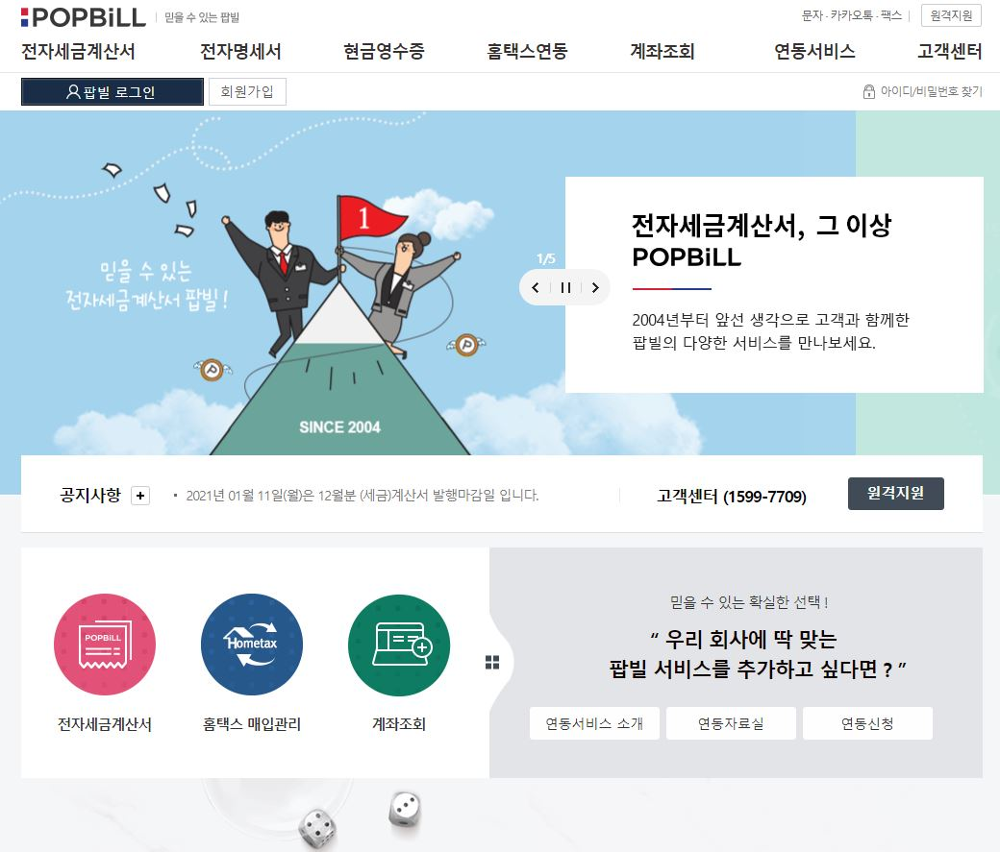 POPBiLL 믿을 수 있는 팝빌
문자 · 카카오톡 · 팩스
원격지원
전자세금계산서 전자명세서 현금영수증 홈택스연동 계좌조회 연동서비스 고객센터
팝빌 로그인 회원가입 아이디/비밀번호 찾기
1
믿을 수 있는
전자세금계산서 팝빌!
SINCE 2004
P
P
1/5
전자세금계산서, 그 이상
POPBiLL
2004년부터 앞선 생각으로 고객과 함께한
팝빌의 다양한 서비스를 만나보세요.
공지사항 + • 2021년 01월 11일(월)은 12월분 (세금)계산서 발행마감일 입니다.
고객센터 (1599-7709) 원격지원
POPBiLL
Hometax
전자세금계산서 홈택스 매입관리 계좌조회
믿을 수 있는 확실한 선택!
“ 우리 회사에 딱 맞는
팝빌 서비스를 추가하고 싶다면 ? ”
연동서비스 소개 연동자료실 연동신청